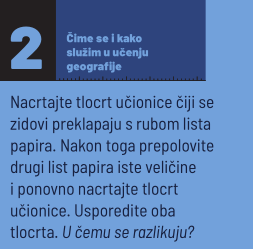 2
Čime se i kako
služim u učenju
geografije
Nacrtajte tlocrt učionice čiji se
zidovi preklapaju s rubom lista
papira. Nakon toga prepolovite
drugi list papira iste veličine
i ponovno nacrtajte tlocrt
učionice. Usporedite oba
tlocrta. U čemu se razlikuju?